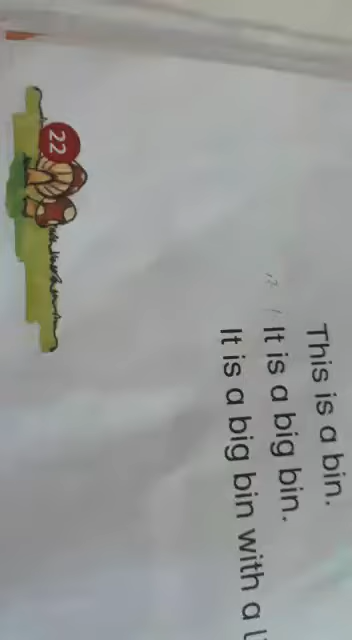 This is a bin.
It is a big bin.
It is a big bin with a
22